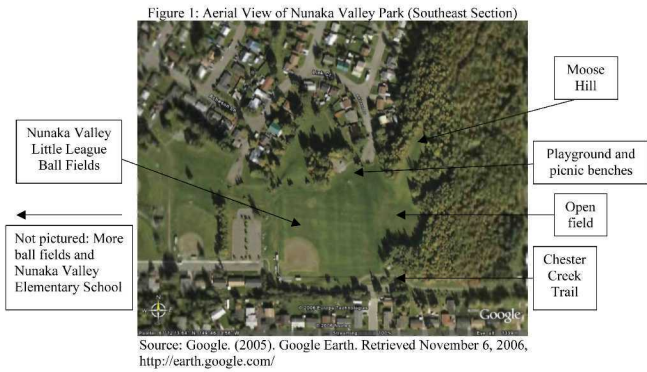 Figure 1: Aerial View of Nunaka Valley Park (Southeast Section)
Moose
Hill
Nunaka Valley
Little League
Ball Fields
Playground and
picnic benches
Open
field
Not pictured: More
ball fields and
Nunaka Valley
Elementary School
Chester
Creek
Trail
Google
Source: Google. (2005). Google Earth. Retrieved November 6, 2006,
http://earth.google.com/